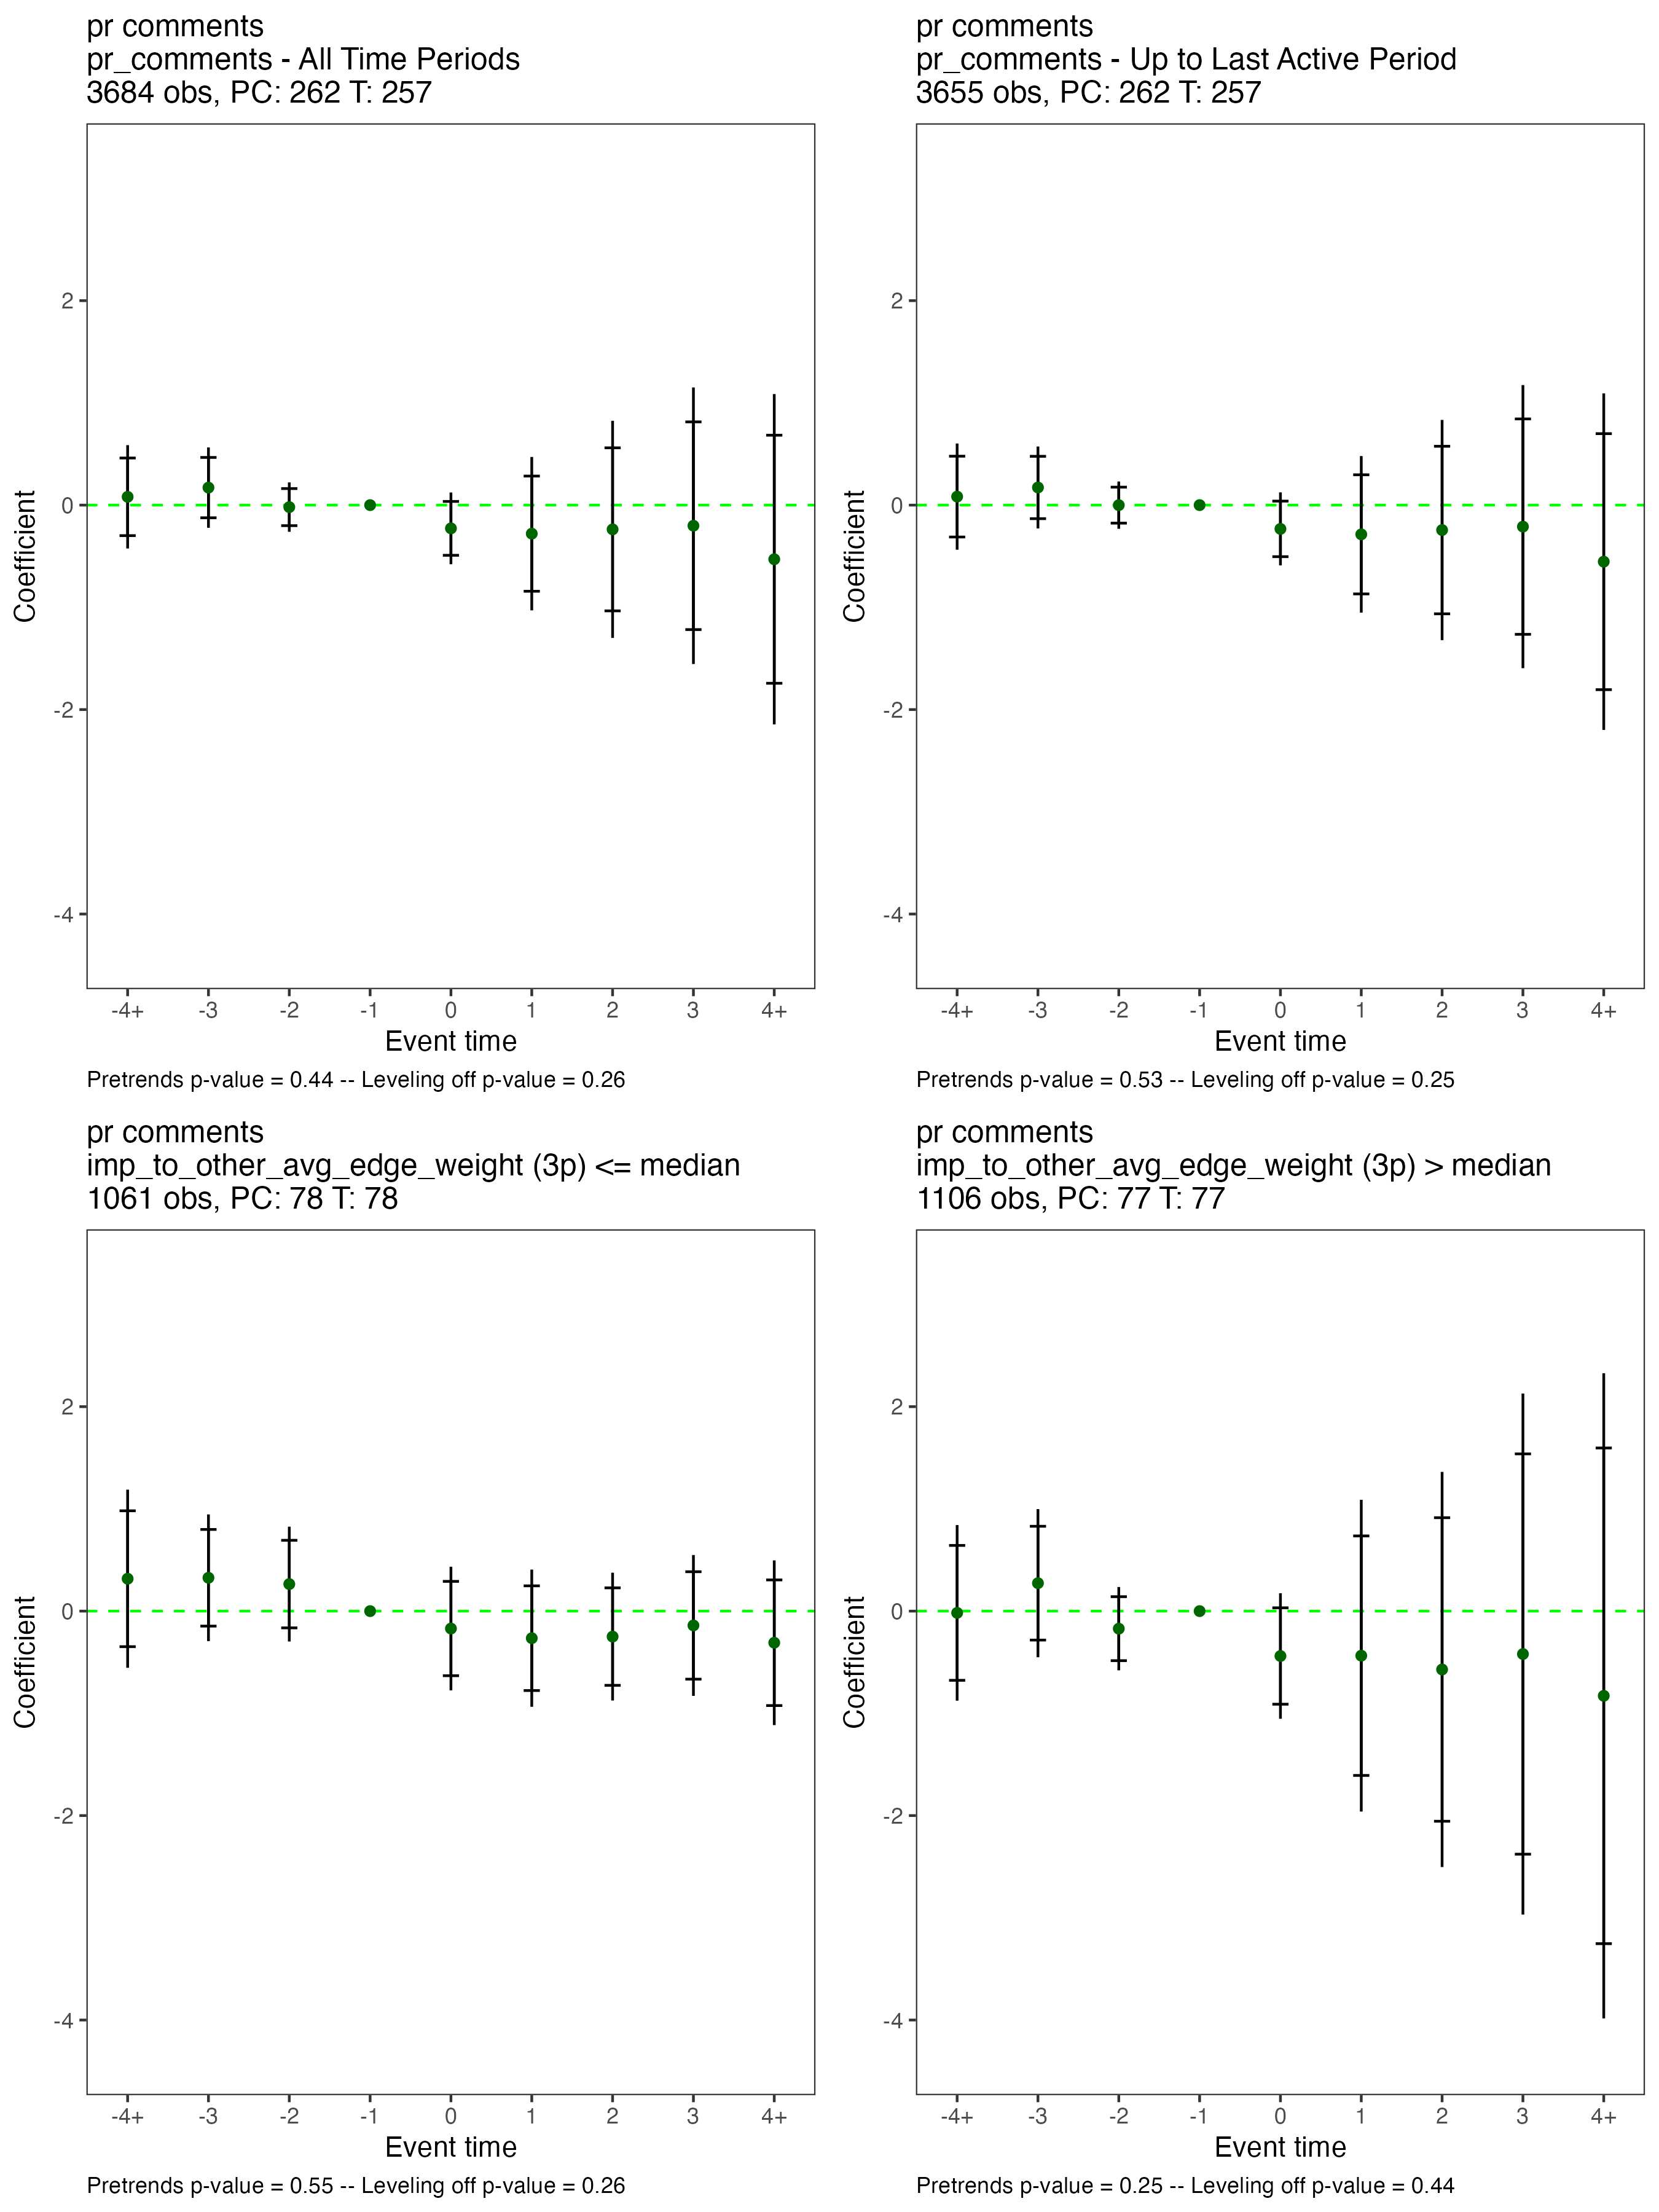 pr comments
pr_comments - All Time Periods
3684 obs, PC: 262 T: 257
Coefficient
2
0
-2
-4
-4+ -3 -2 -1 0 1 2 3 4+
Event time
Pretrends p-value = 0.44 -- Leveling off p-value = 0.26
pr comments
pr_comments - Up to Last Active Period
3655 obs, PC: 262 T: 257
Coefficient
2
0
-2
-4
-4+ -3 -2 -1 0 1 2 3 4+
Event time
Pretrends p-value = 0.53 -- Leveling off p-value = 0.25
pr comments
imp_to_other_avg_edge_weight (3p) <= median
1061 obs, PC: 78 T: 78
Coefficient
2
0
-2
-4
-4+ -3 -2 -1 0 1 2 3 4+
Event time
Pretrends p-value = 0.55 -- Leveling off p-value = 0.26
pr comments
imp_to_other_avg_edge_weight (3p) > median
1106 obs, PC: 77 T: 77
Coefficient
2
0
-2
-4
-4+ -3 -2 -1 0 1 2 3 4+
Event time
Pretrends p-value = 0.25 -- Leveling off p-value = 0.44